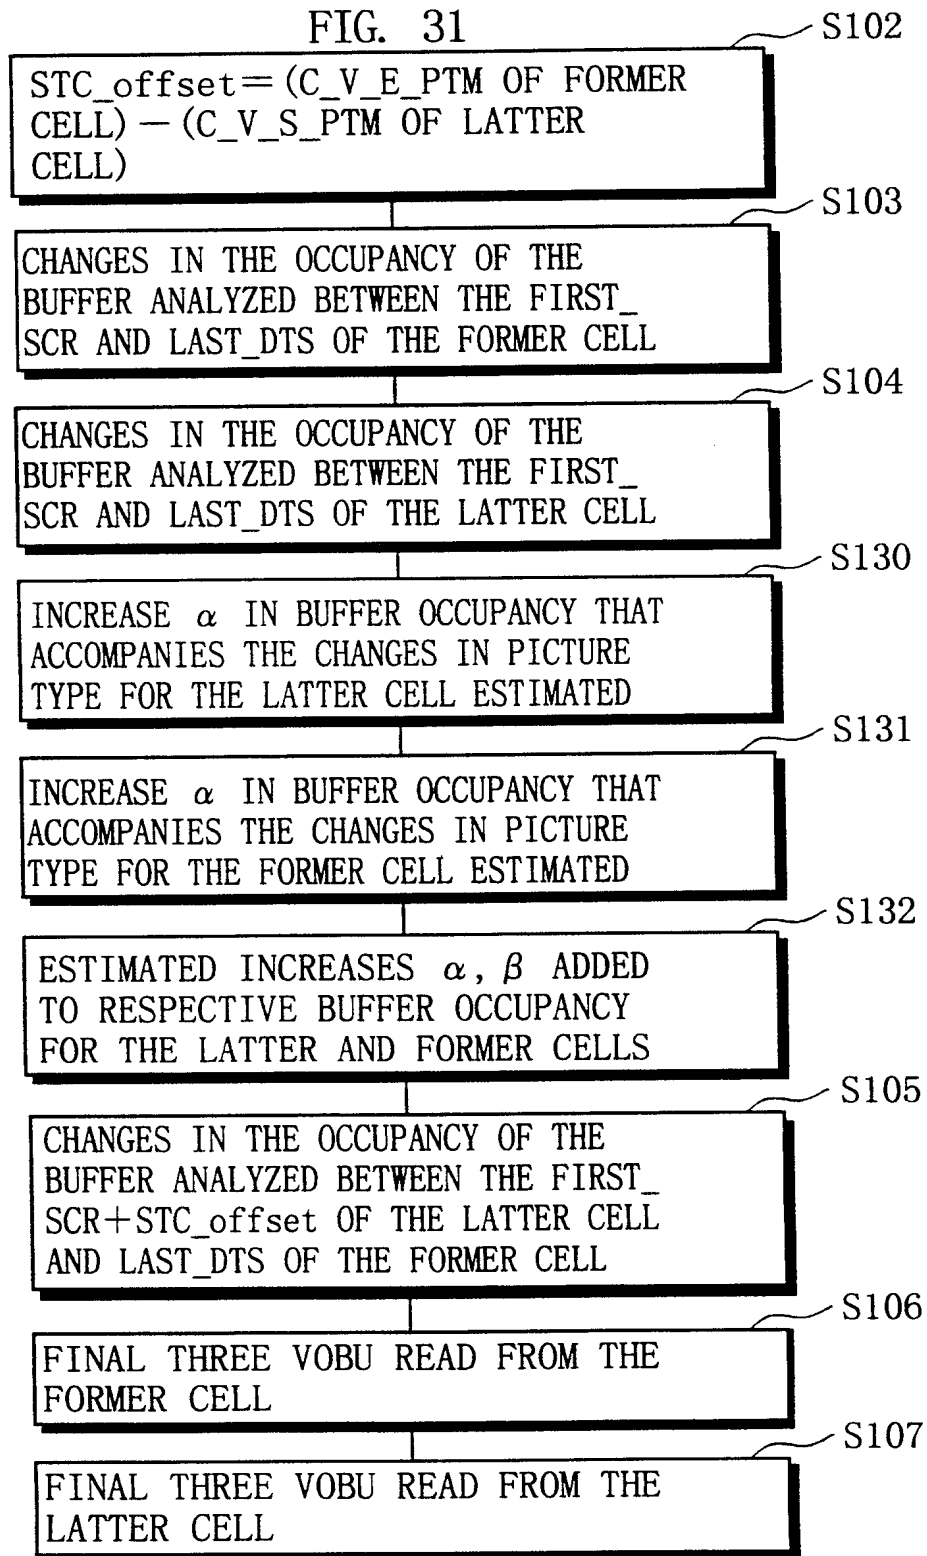 FIG. 31
S102
STC_offset=(C_V_E_PTM OF FORMER
CELL)−(C_V_S_PTM OF LATTER
CELL)
S103
CHANGES IN THE OCCUPANCY OF THE
BUFFER ANALYZED BETWEEN THE FIRST_
SCR AND LAST_DTS OF THE FORMER CELL
S104
CHANGES IN THE OCCUPANCY OF THE
BUFFER ANALYZED BETWEEN THE FIRST_
SCR AND LAST_DTS OF THE LATTER CELL
S130
INCREASE α IN BUFFER OCCUPANCY THAT
ACCOMPANIES THE CHANGES IN PICTURE
TYPE FOR THE LATTER CELL ESTIMATED
S131
INCREASE α IN BUFFER OCCUPANCY THAT
ACCOMPANIES THE CHANGES IN PICTURE
TYPE FOR THE FORMER CELL ESTIMATED
S132
ESTIMATED INCREASES α, β ADDED
TO RESPECTIVE BUFFER OCCUPANCY
FOR THE LATTER AND FORMER CELLS
S105
CHANGES IN THE OCCUPANCY OF THE
BUFFER ANALYZED BETWEEN THE FIRST_
SCR+STC_offset OF THE LATTER CELL
AND LAST_DTS OF THE FORMER CELL
S106
FINAL THREE VOBU READ FROM THE
FORMER CELL
S107
FINAL THREE VOBU READ FROM THE
LATTER CELL